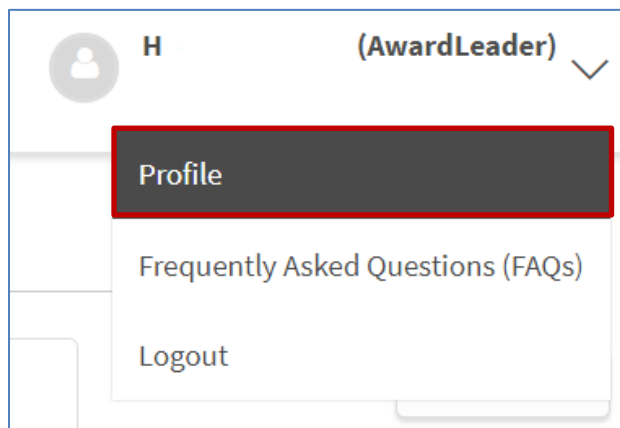 H (AwardLeader)
Profile
Frequently Asked Questions (FAQs)
Logout